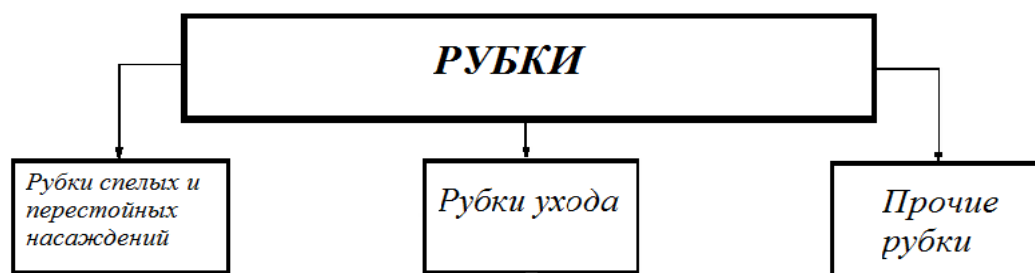 РУБКИ
Рубки спелых и
перестойных
насаждений
Рубки ухода
Прочие
рубки